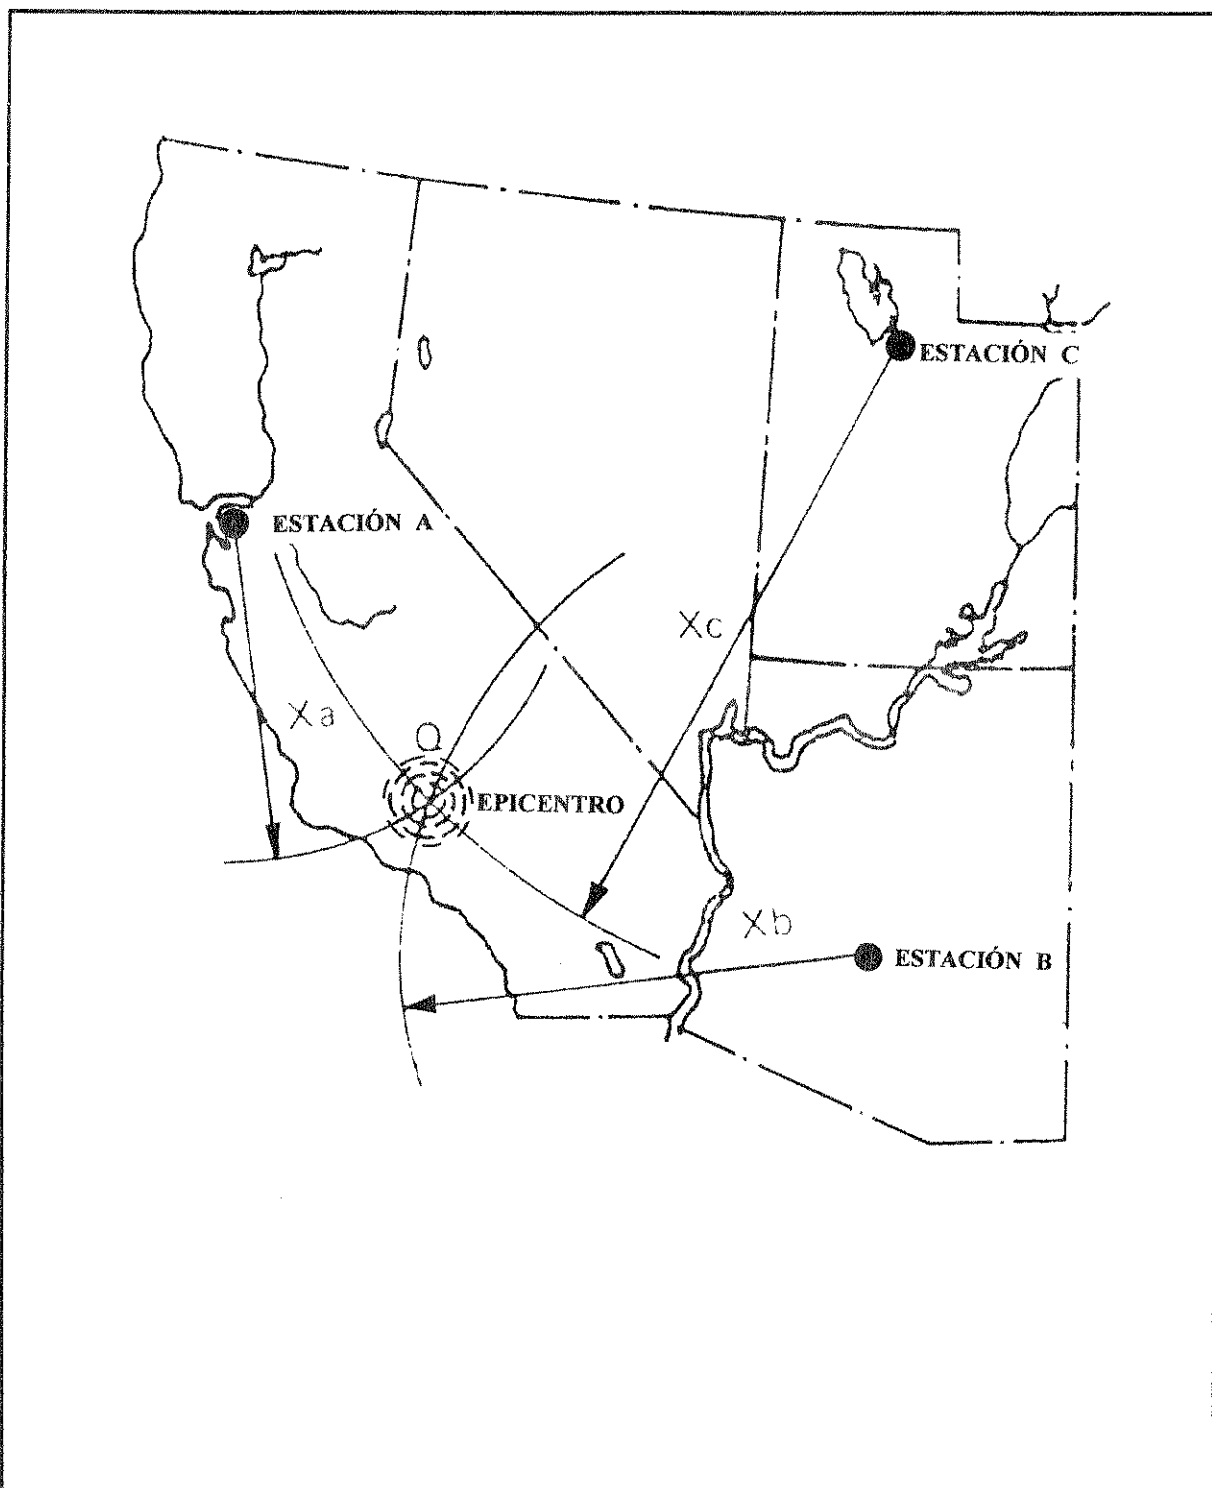 ESTACIÓN C
ESTACIÓN A
Xc
Xa
Q
EPICENTRO
Xb
ESTACIÓN B